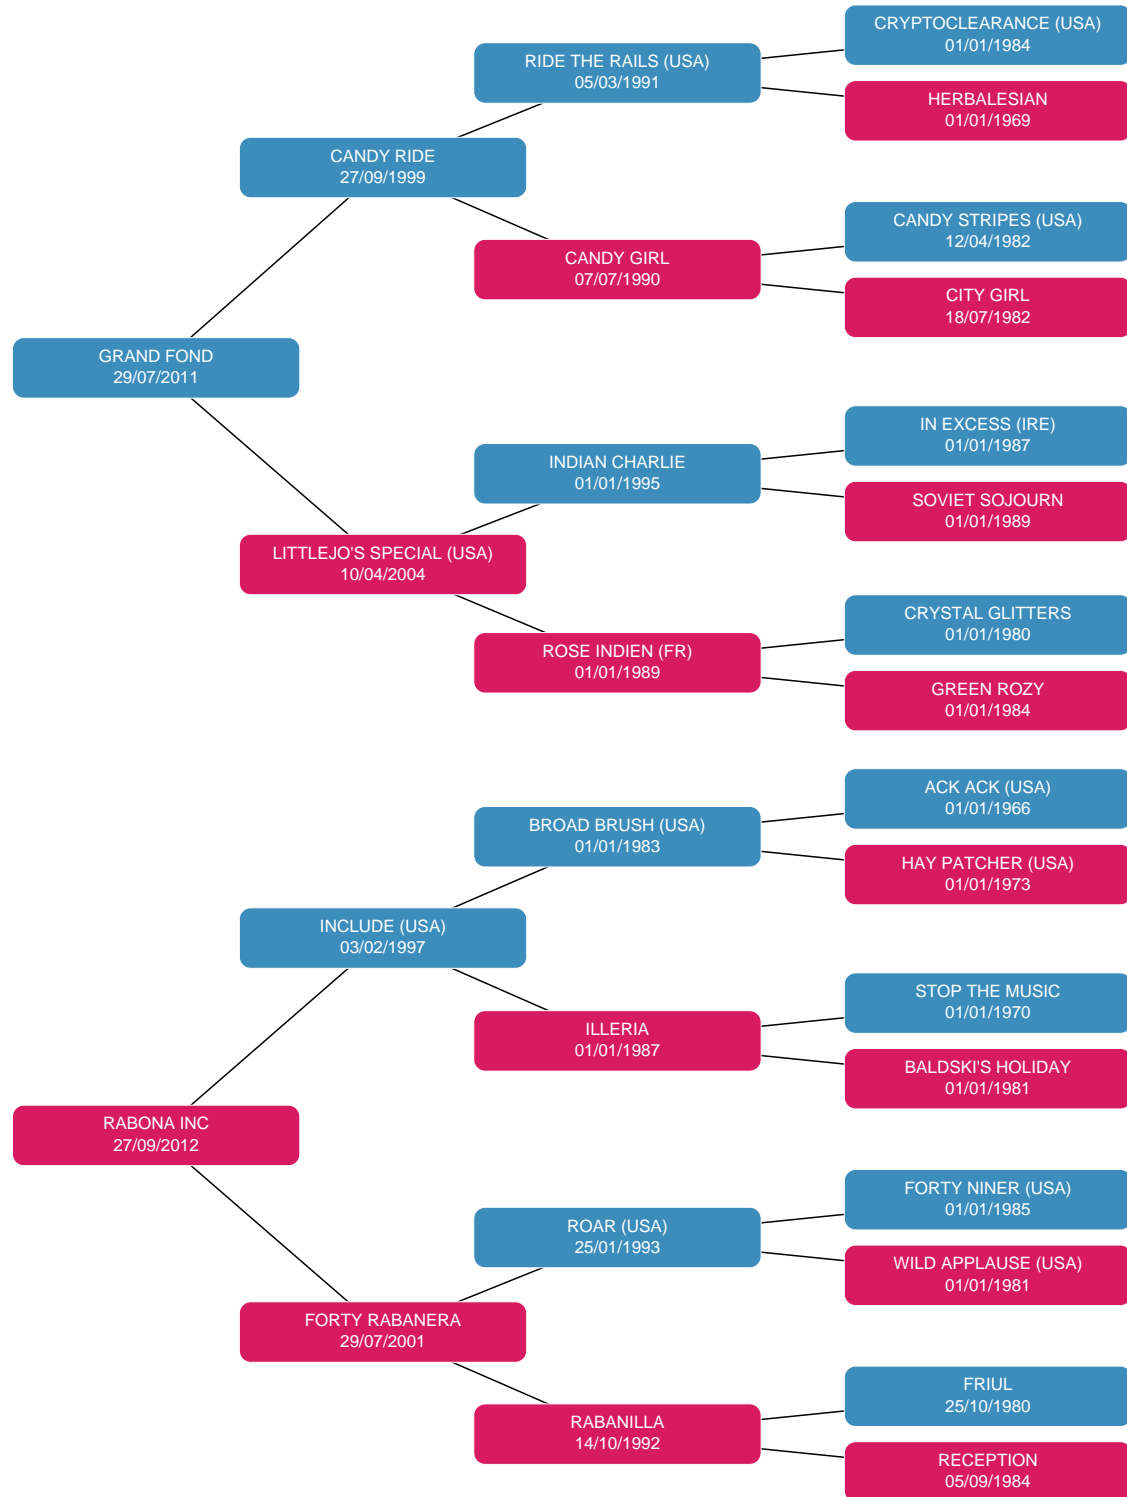 CRYPTOCLEARANCE (USA)
01/01/1984
RIDE THE RAILS (USA)
05/03/1991
HERBALESIAN
01/01/1969
CANDY RIDE
27/09/1999
CANDY STRIPES (USA)
12/04/1982
CANDY GIRL
07/07/1990
CITY GIRL
18/07/1982
GRAND FOND
29/07/2011
IN EXCESS (IRE)
01/01/1987
INDIAN CHARLIE
01/01/1995
SOVIET SOJOURN
01/01/1989
LITTLEJO'S SPECIAL (USA)
10/04/2004
CRYSTAL GLITTERS
01/01/1980
ROSE INDIEN (FR)
01/01/1989
GREEN ROZY
01/01/1984
ACK ACK (USA)
01/01/1966
BROAD BRUSH (USA)
01/01/1983
HAY PATCHER (USA)
01/01/1973
INCLUDE (USA)
03/02/1997
STOP THE MUSIC
01/01/1970
ILLERIA
01/01/1987
BALDSKI'S HOLIDAY
01/01/1981
RABONA INC
27/09/2012
FORTY NINER (USA)
01/01/1985
ROAR (USA)
25/01/1993
WILD APPLAUSE (USA)
01/01/1981
FORTY RABANERA
29/07/2001
FRIUL
25/10/1980
RABANILLA
14/10/1992
RECEPTION
05/09/1984